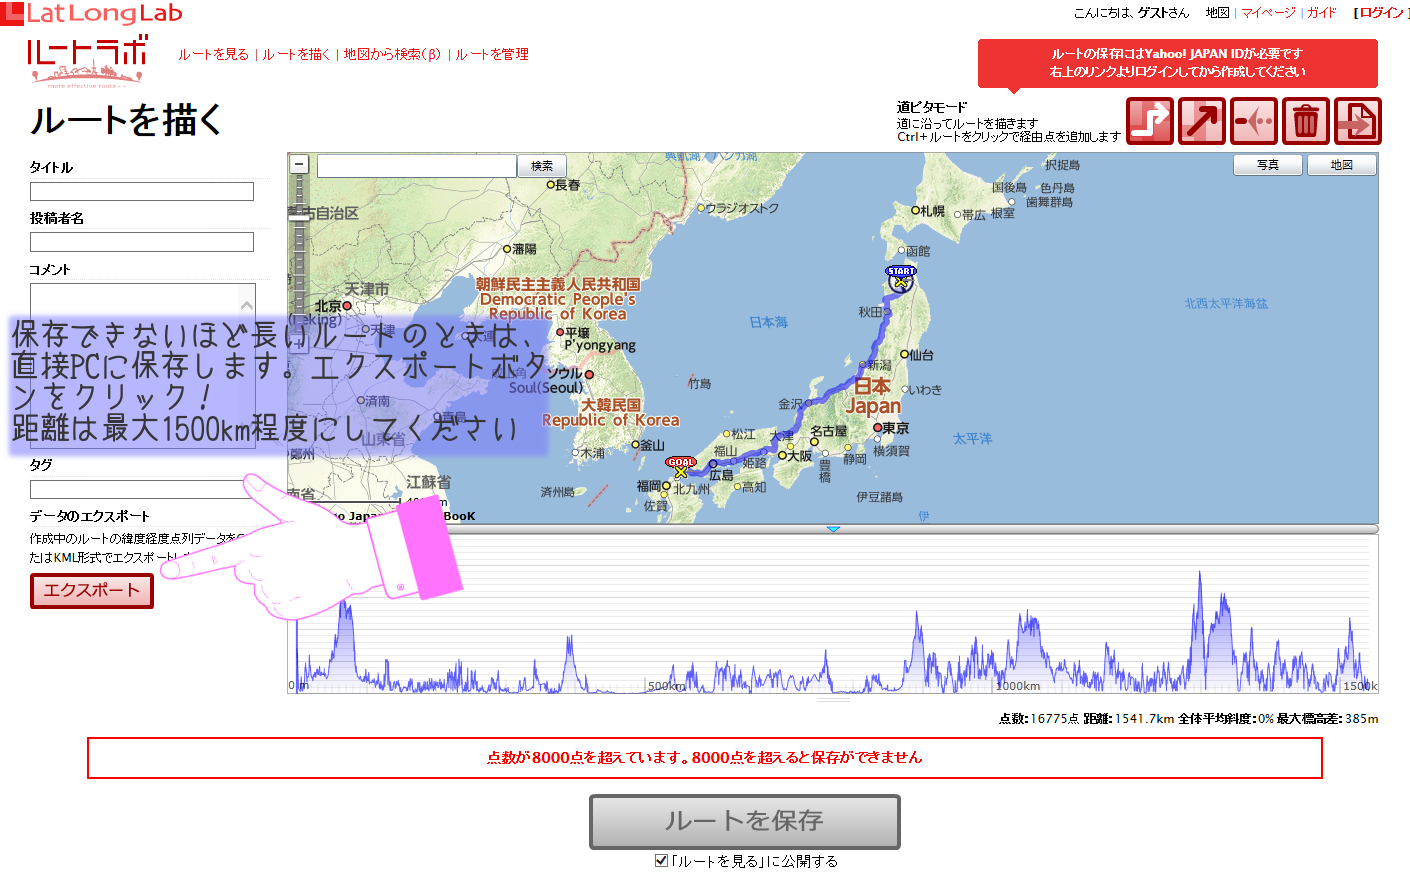 LatLongLab
こんにちは、ゲストさん 地図 | マイページ | ガイド [ログイン]
ルートラボ
more effective route
ルートを見る | ルートを描く | 地図から検索(β) | ルートを管理
ルートの保存にはYahoo! JAPAN IDが必要です
右上のリンクよりログインしてから作成してください
ルートを描く
道ピタモード
道に沿ってルートを描きます
Ctrl+ルートをクリックで経由点を追加します
タイトル
投稿者名
コメント
保存できないほど長いルートのときは、
直接PCに保存します。エクスポートボタ
ンをクリック!
距離は最大1500km程度にしてください
タグ
データのエクスポート
作成中のルートの緯度経度点列データを
たはKML形式でエクスポートし
エクスポート
検索
写真
地図
長春
ウラジオストク
択捉島
国後島
色丹島
歯舞群島
根室
帯広
札幌
函館
自治区
瀋陽
天津市
北京
天津
大連
朝鮮民主主義人民共和国
Democratic People's
Republic of Korea
平壌
P'yongyang
ソウル
Soul(Seoul)
大韓民国
Republic of Korea
済南
青島
山東省
鄭州
江蘇省
木浦
釜山
済州島
竹島
日本海
北西太平洋海盆
START
秋田
仙台
新潟
いわき
日本
Japan
金沢
東京
横須賀
名古屋
静岡
豊橋
大津
大阪
松江
福山
姫路
広島
高知
GOAL
福岡
北九州
佐賀
伊豆諸島
太平洋
伊
0 m
500km
1000km
1500k
点数:16775点 距離:1541.7km 全体平均斜度:0% 最大標高差:385m
点数が8000点を超えています。8000点を超えると保存ができません
ルートを保存
「ルートを見る」に公開する